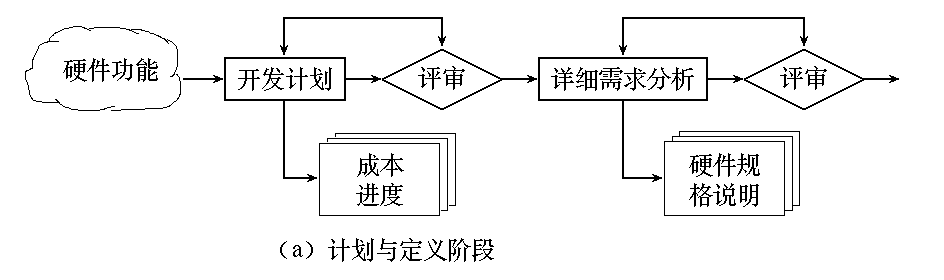 硬件功能
开发计划
评审
详细需求分析
评审
成本
进度
硬件规
格说明
（a）计划与定义阶段